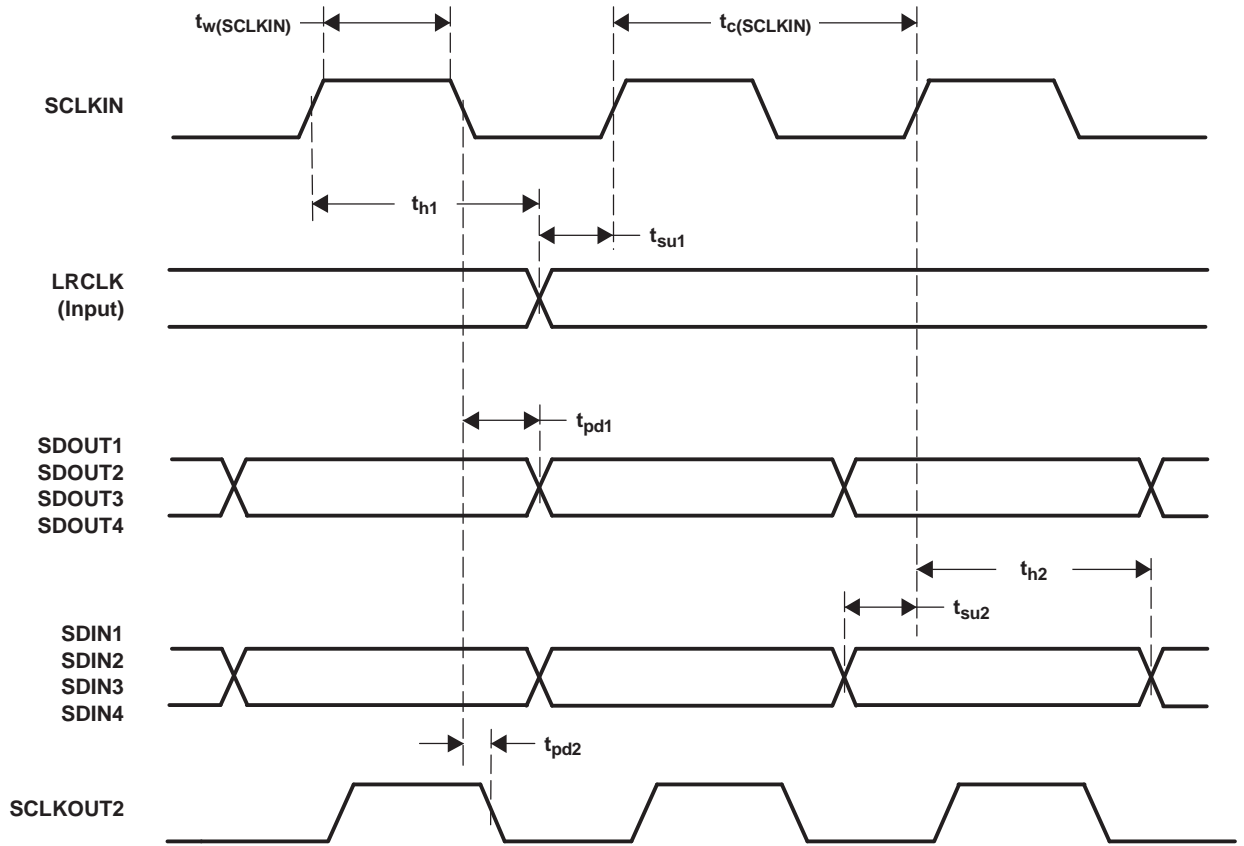 tw(SCLKIN)
tc(SCLKIN)
SCLKIN
th1
tsu1
LRCLK
(Input)
tpd1
SDOUT1
SDOUT2
SDOUT3
SDOUT4
th2
tsu2
SDIN1
SDIN2
SDIN3
SDIN4
tpd2
SCLKOUT2